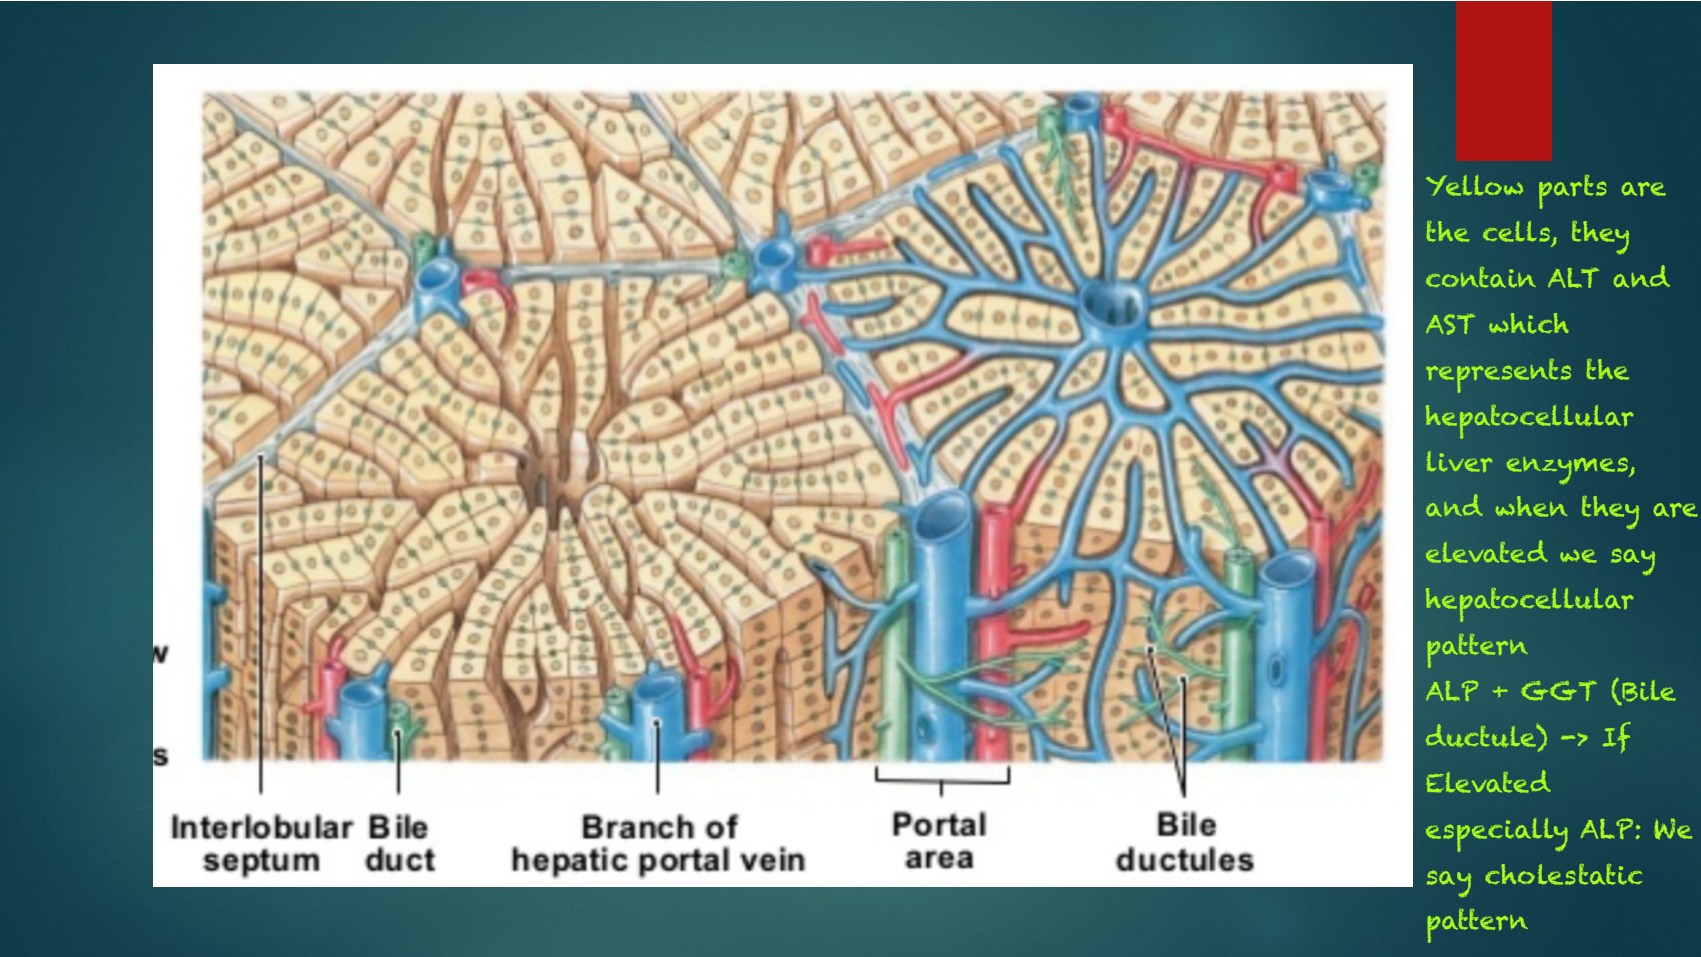 w
s
Interlobular
septum
Bile
duct
Branch of
hepatic portal vein
Portal
area
Bile
ductules
Yellow parts are
the cells, they
contain ALT and
AST which
represents the
hepatocellular
liver enzymes,
and when they are
elevated we say
hepatocellular
pattern
ALP + GGT (Bile
ductule) -> If
Elevated
especially ALP: We
say cholestatic
pattern